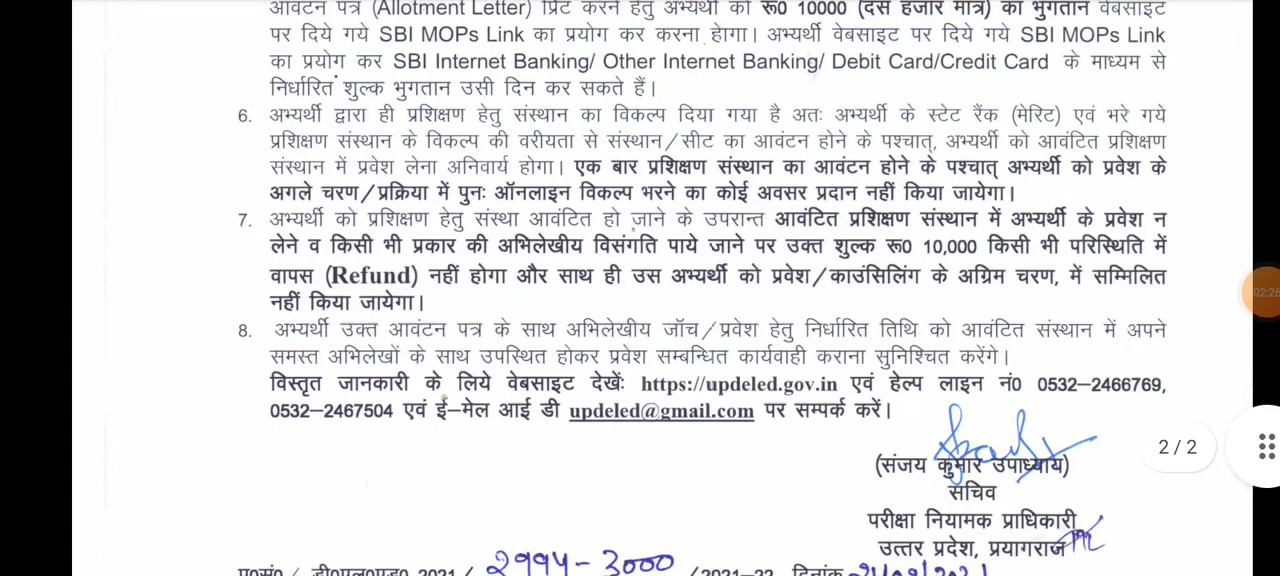 आवंटन पत्र (Allotment Letter) प्रिंट करने हेतु अभ्यर्थी को रू0 10000 (दस हजार मात्र) का भुगतान वेबसाइट
पर दिये गये SBI MOPs Link का प्रयोग कर करना होगा। अभ्यर्थी वेबसाइट पर दिये गये SBI MOPs Link
का प्रयोग कर SBI Internet Banking/ Other Internet Banking/ Debit Card/Credit Card के माध्यम से
निर्धारित शुल्क भुगतान उसी दिन कर सकते हैं।
6. अभ्यर्थी द्वारा ही प्रशिक्षण हेतु संस्थान का विकल्प दिया गया है अतः अभ्यर्थी के स्टेट रैंक (मेरिट) एवं भरे गये
प्रशिक्षण संस्थान के विकल्प की वरीयता से संस्थान/सीट का आवंटन होने के पश्चात्, अभ्यर्थी को आवंटित प्रशिक्षण
संस्थान में प्रवेश लेना अनिवार्य होगा। एक बार प्रशिक्षण संस्थान का आवंटन होने के पश्चात् अभ्यर्थी को प्रवेश के
अगले चरण/प्रक्रिया में पुनः ऑनलाइन विकल्प भरने का कोई अवसर प्रदान नहीं किया जायेगा।
7. अभ्यर्थी को प्रशिक्षण हेतु संस्था आवंटित हो जाने के उपरान्त आवंटित प्रशिक्षण संस्थान में अभ्यर्थी के प्रवेश न
लेने व किसी भी प्रकार की अभिलेखीय विसंगति पाये जाने पर उक्त शुल्क रू0 10,000 किसी भी परिस्थिति में
वापस (Refund) नहीं होगा और साथ ही उस अभ्यर्थी को प्रवेश/काउंसिलिंग के अग्रिम चरण, में सम्मिलित
नहीं किया जायेगा।
8. अभ्यर्थी उक्त आवंटन पत्र के साथ अभिलेखीय जॉच/प्रवेश हेतु निर्धारित तिथि को आवंटित संस्थान में अपने
समस्त अभिलेखों के साथ उपस्थित होकर प्रवेश सम्बन्धित कार्यवाही कराना सुनिश्चित करेंगे।
विस्तृत जानकारी के लिये वेबसाइट देखेंः https://updeled.gov.in एवं हेल्प लाइन नं0 0532–2466769,
0532–2467504 एवं ई–मेल आई डी updeled@gmail.com पर सम्पर्क करें।
(संजय कुमार उपाध्याय)
सचिव
परीक्षा नियामक प्राधिकारी
उत्तर प्रदेश, प्रयागराज
प0सं0/ डी0एल0एड0 2021/ 2994-3000 /2021-22 दिनांक
02:26
2/2